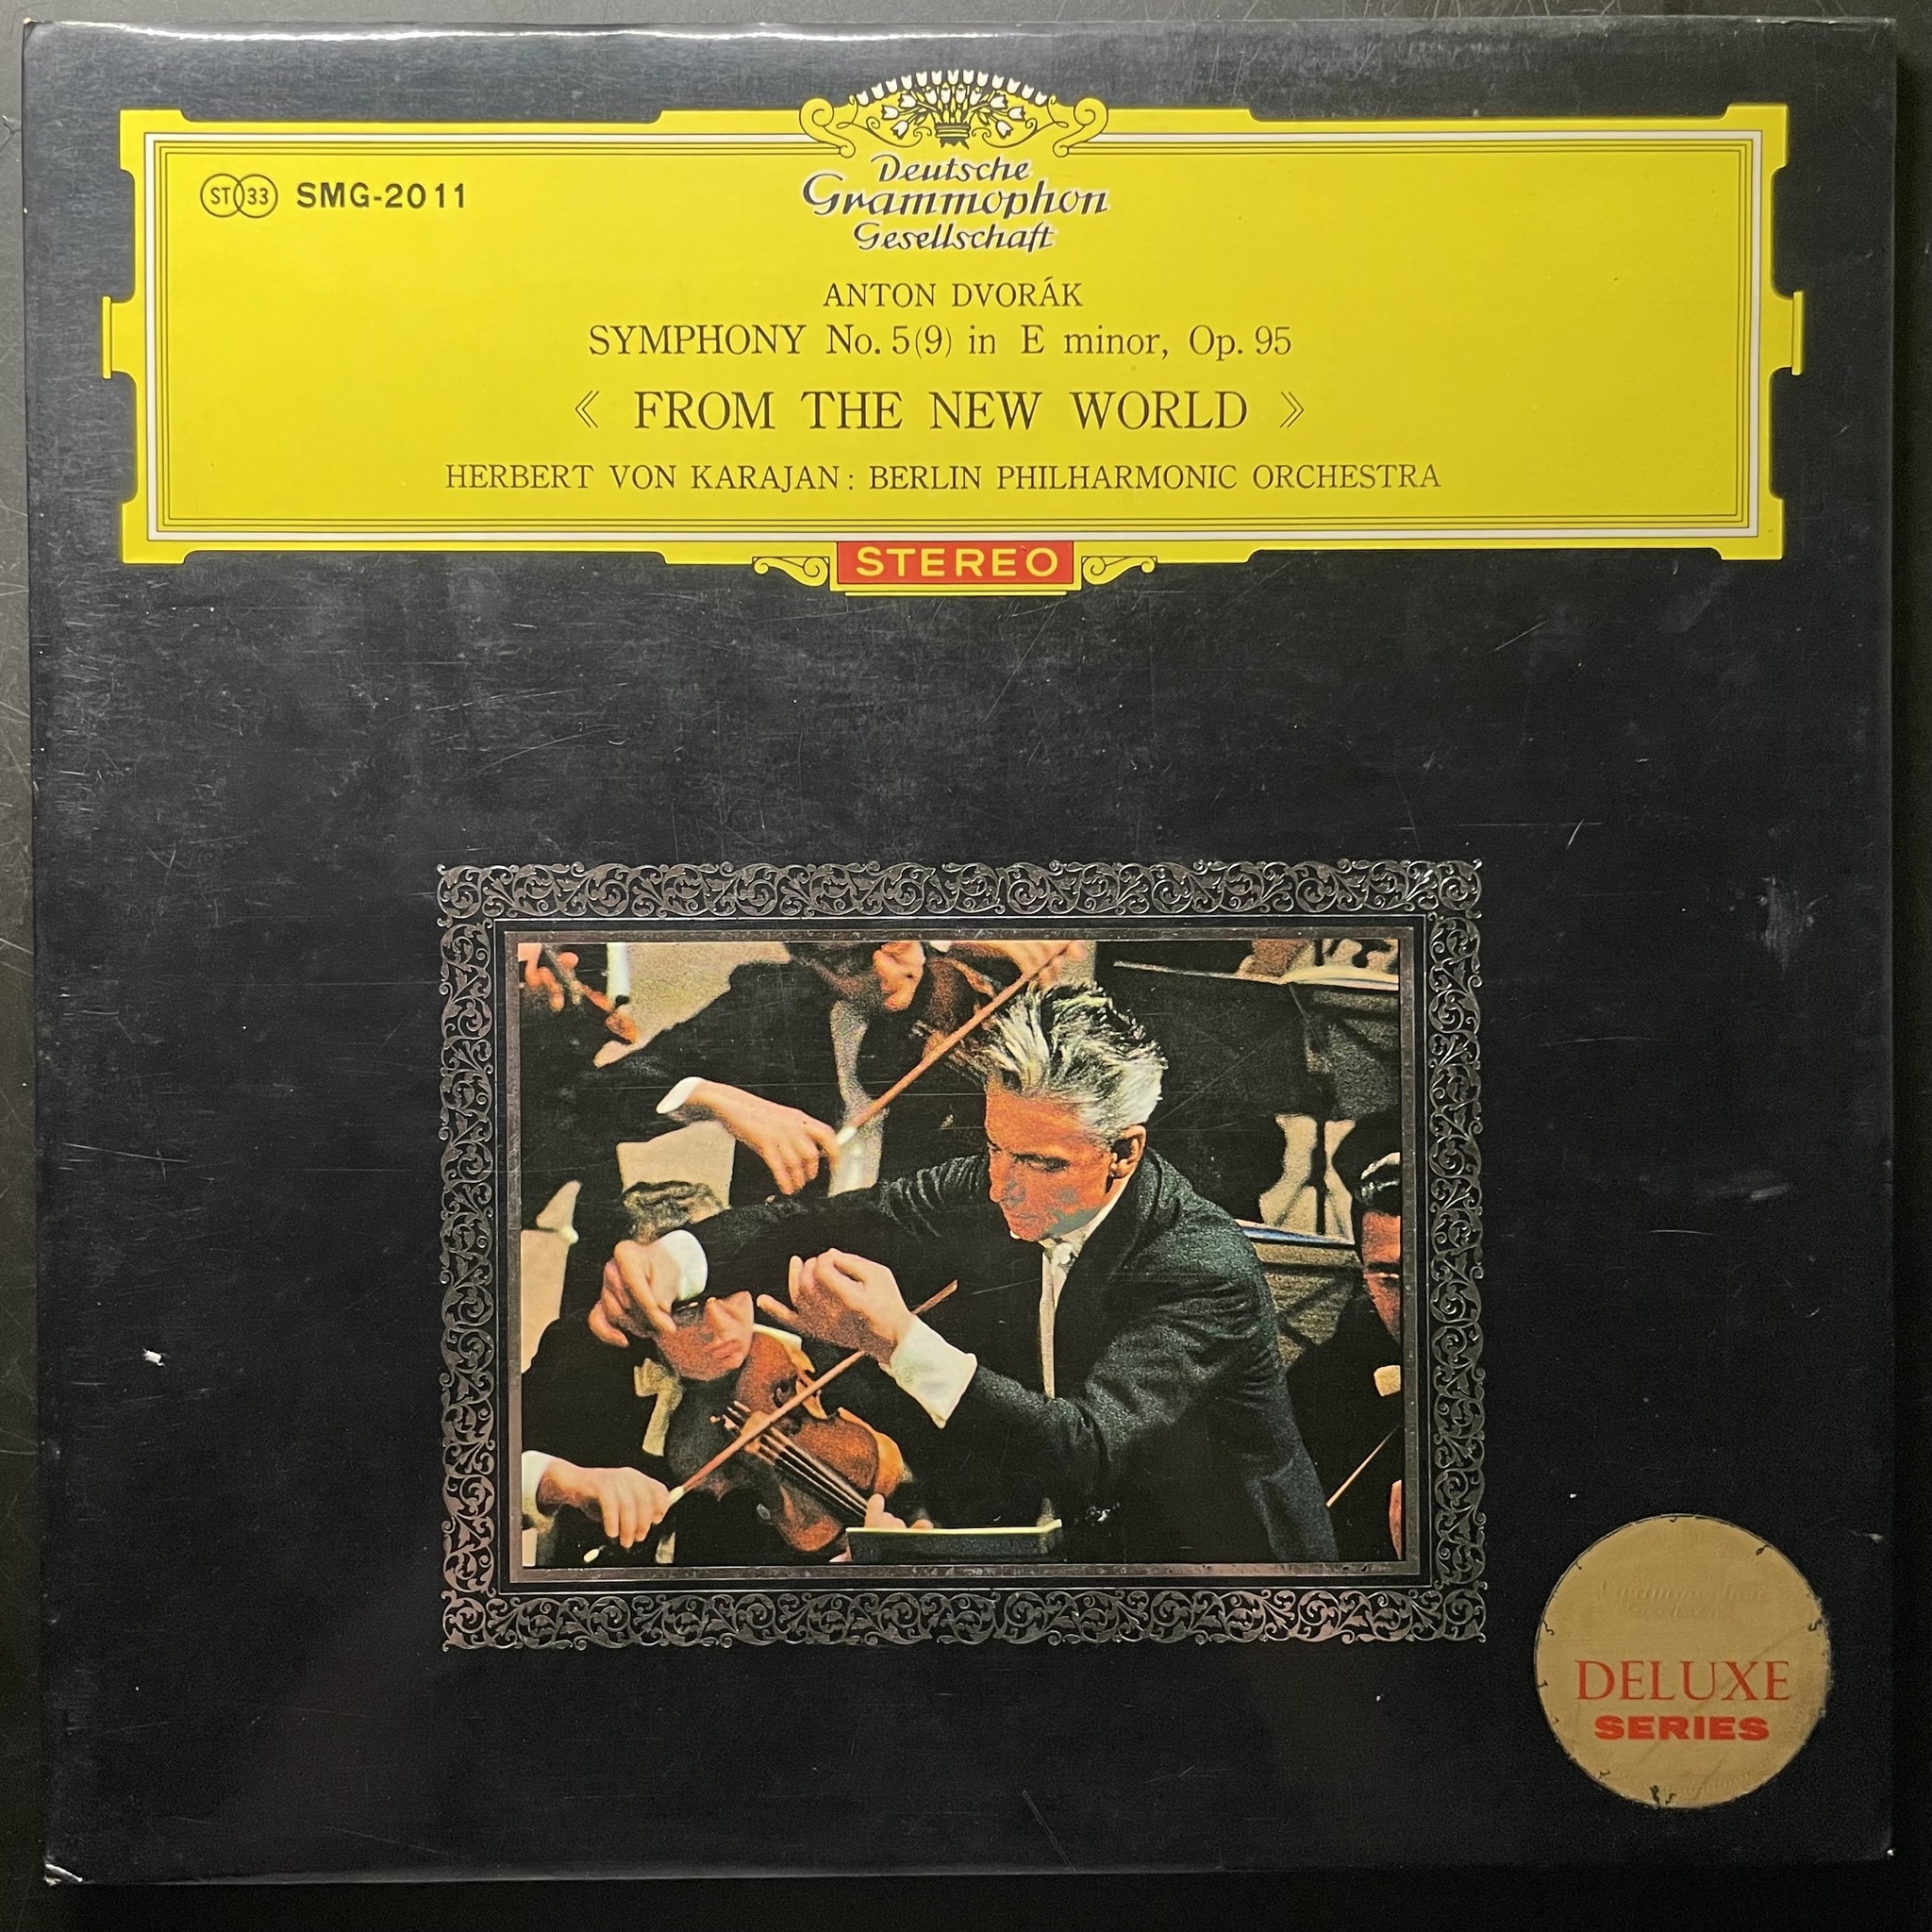 ST 33 SMG-2011
Deutsche
Grammophon
Gesellschaft
ANTON DVORÁK
SYMPHONY No. 5(9) in E minor, Op. 95
《 FROM THE NEW WORLD 》
HERBERT VON KARAJAN : BERLIN PHILHARMONIC ORCHESTRA
STEREO
DELUXE
SERIES